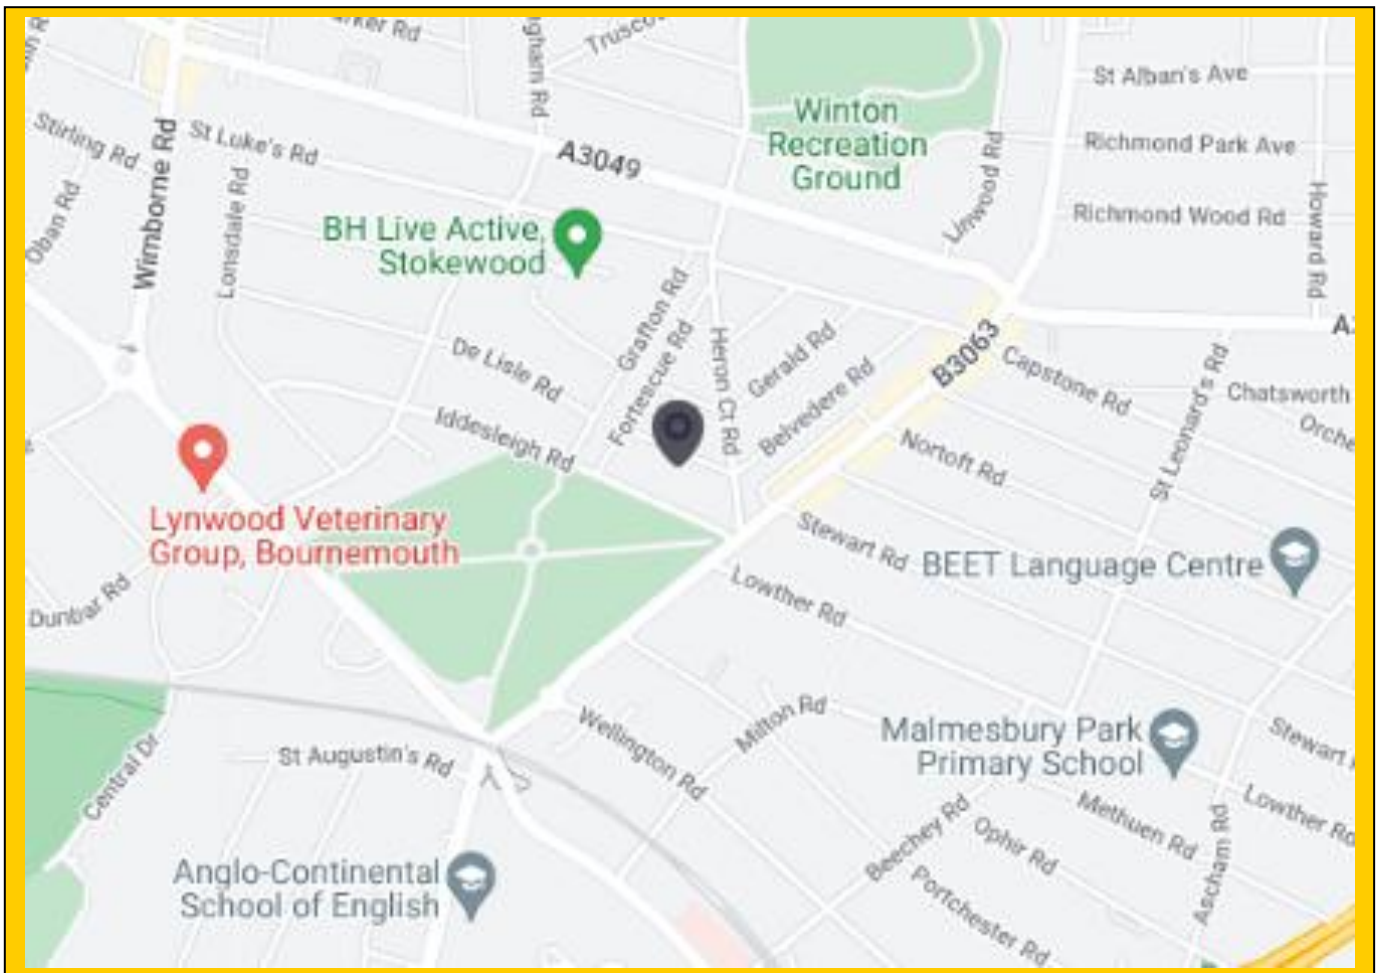 Truscott
St Alban's Ave
Winton
Recreation
Ground
Richmond Park Ave
Stirling Rd
St Luke's Rd
A3049
Wimborne Rd
Linwood Rd
Oban Rd
Lonsdale Rd
BH Live Active,
Stokewood
Richmond Wood Rd
Howard Rd
Grafton Rd
De Lisle Rd
Fortescue Rd
Heron Ct Rd
Gerald Rd
Belvedere Rd
B3063
Capstone Rd
St Leonard's Rd
Chatsworth
Iddesleigh Rd
Nortoft Rd
Lynwood Veterinary
Group, Bournemouth
Stewart Rd
BEET Language Centre
Dunbar Rd
Lowther Rd
Milton Rd
Wellington Rd
Malmesbury Park
Primary School
Stewart
St Augustin's Rd
Central Dr
Beechey Rd
Ophir Rd
Methuen Rd
Lowther Rd
Ascham Rd
Anglo-Continental
School of English
Portchester Rd